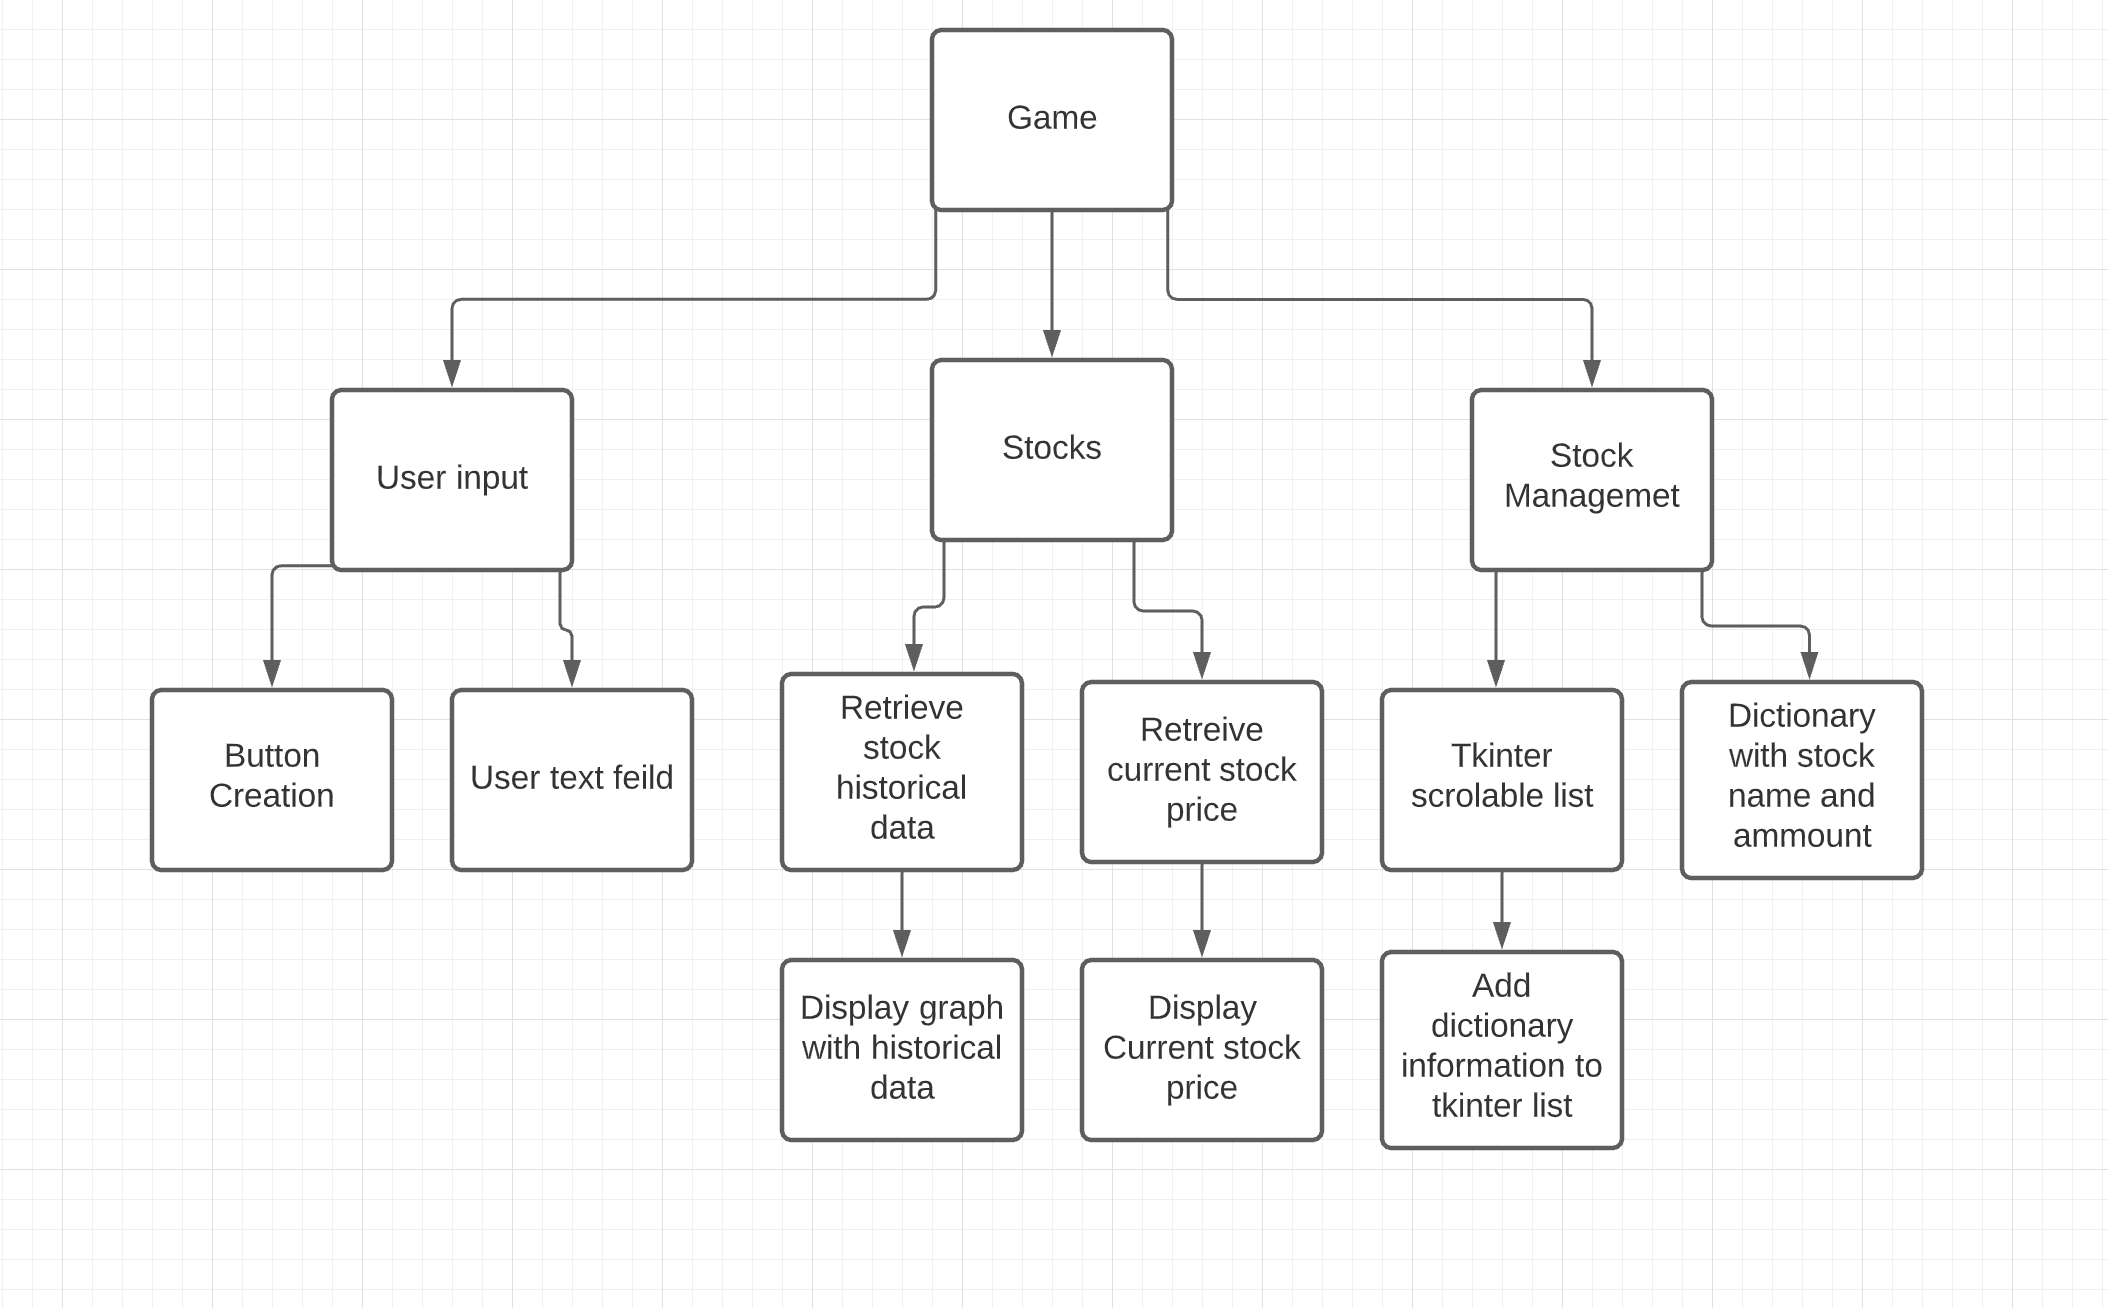 Game
User input
Stocks
Stock
Managemet
Button
Creation
User text feild
Retrieve
stock
historical
data
Retreive
current stock
price
Tkinter
scrolable list
Dictionary
with stock
name and
ammount
Display graph
with historical
data
Display
Current stock
price
Add
dictionary
information to
tkinter list